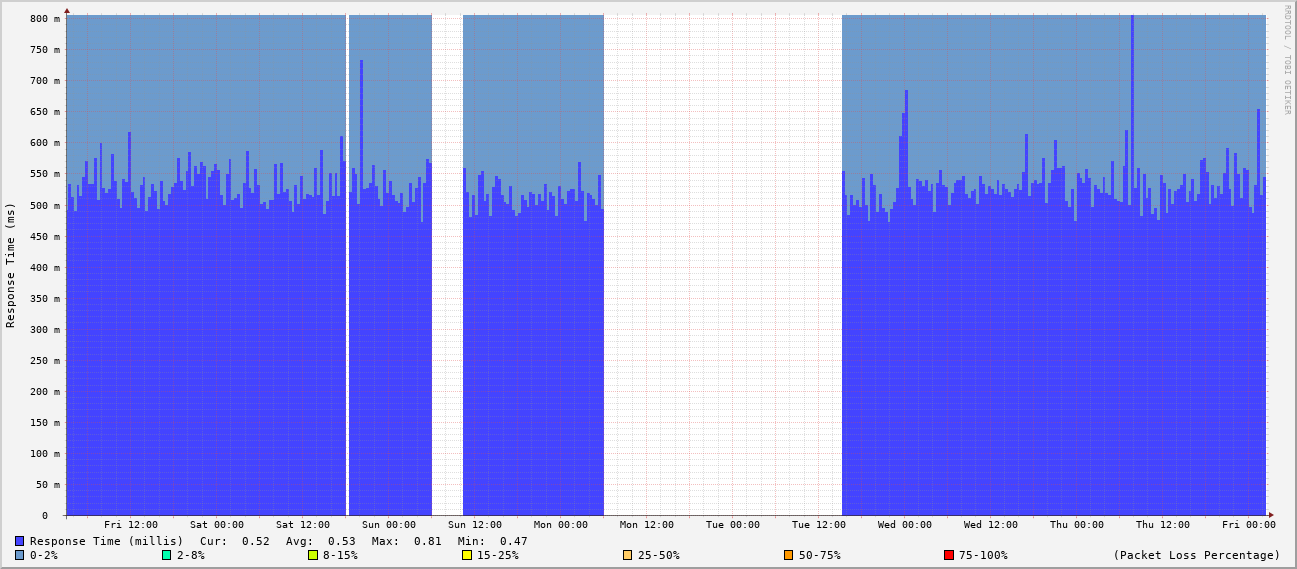 RRDTOOL / TOBI OETIKER
Response Time (ms)
800 m
750 m
700 m
650 m
600 m
550 m
500 m
450 m
400 m
350 m
300 m
250 m
200 m
150 m
100 m
50 m
0
Fri 12:00 Sat 00:00 Sat 12:00 Sun 00:00 Sun 12:00 Mon 00:00 Mon 12:00 Tue 00:00 Tue 12:00 Wed 00:00 Wed 12:00 Thu 00:00 Thu 12:00 Fri 00:00
Response Time (millis) Cur: 0.52 Avg: 0.53 Max: 0.81 Min: 0.47
0-2% 2-8% 8-15% 15-25% 25-50% 50-75% 75-100% (Packet Loss Percentage)